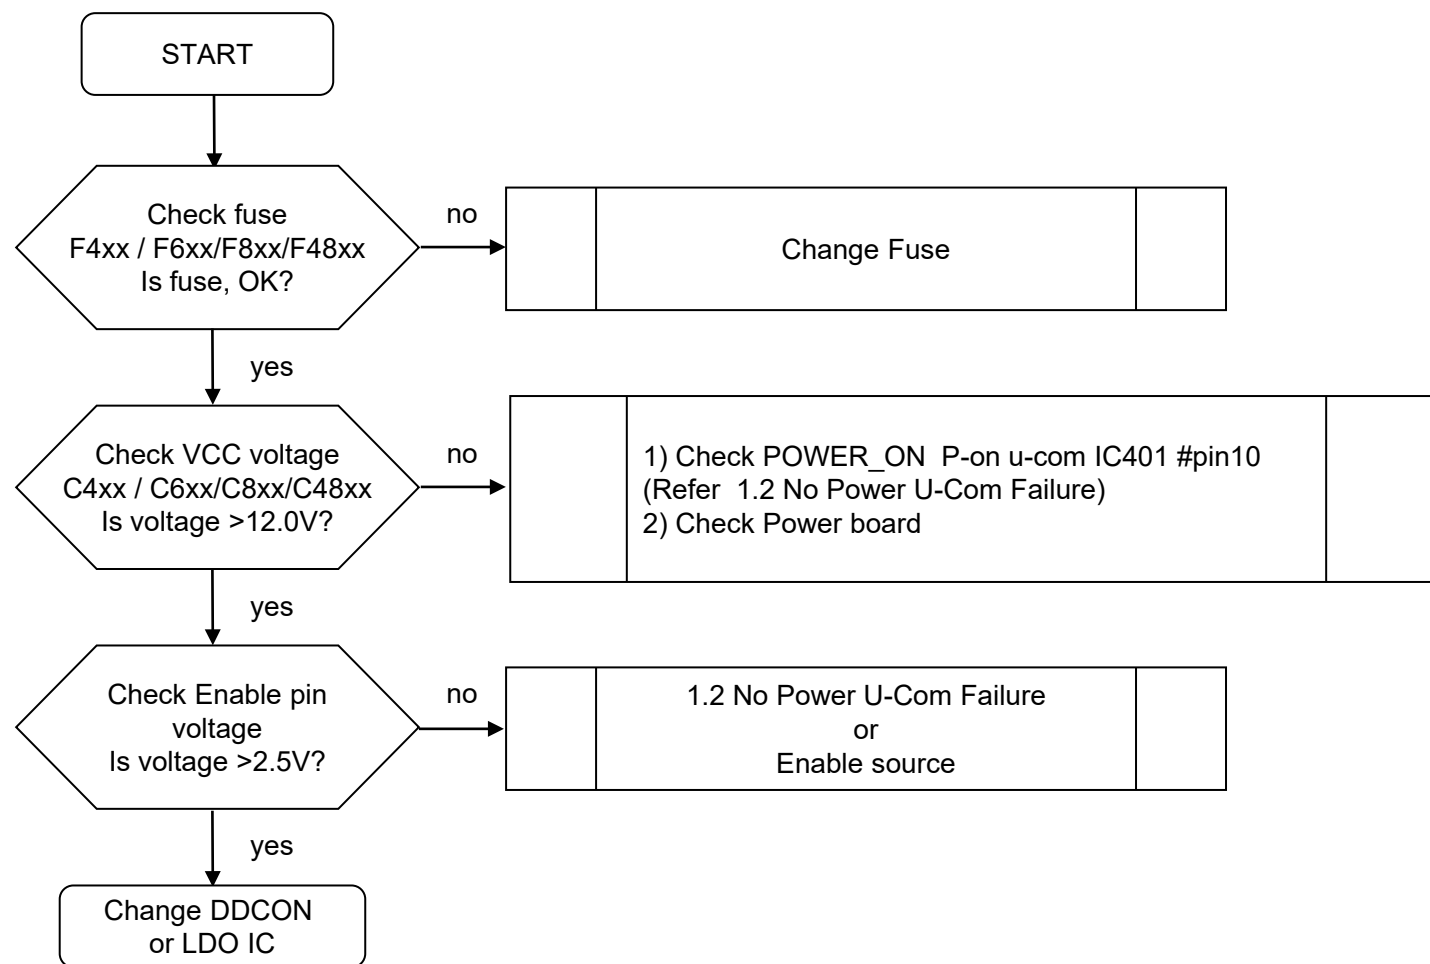 START
Check fuse
F4xx / F6xx/F8xx/F48xx
Is fuse, OK?
no
Change Fuse
yes
Check VCC voltage
C4xx / C6xx/C8xx/C48xx
Is voltage >12.0V?
no
1) Check POWER_ON  P-on u-com IC401 #pin10
(Refer  1.2 No Power U-Com Failure)
2) Check Power board
yes
Check Enable pin
voltage
Is voltage >2.5V?
no
1.2 No Power U-Com Failure
or
Enable source
yes
Change DDCON
or LDO IC